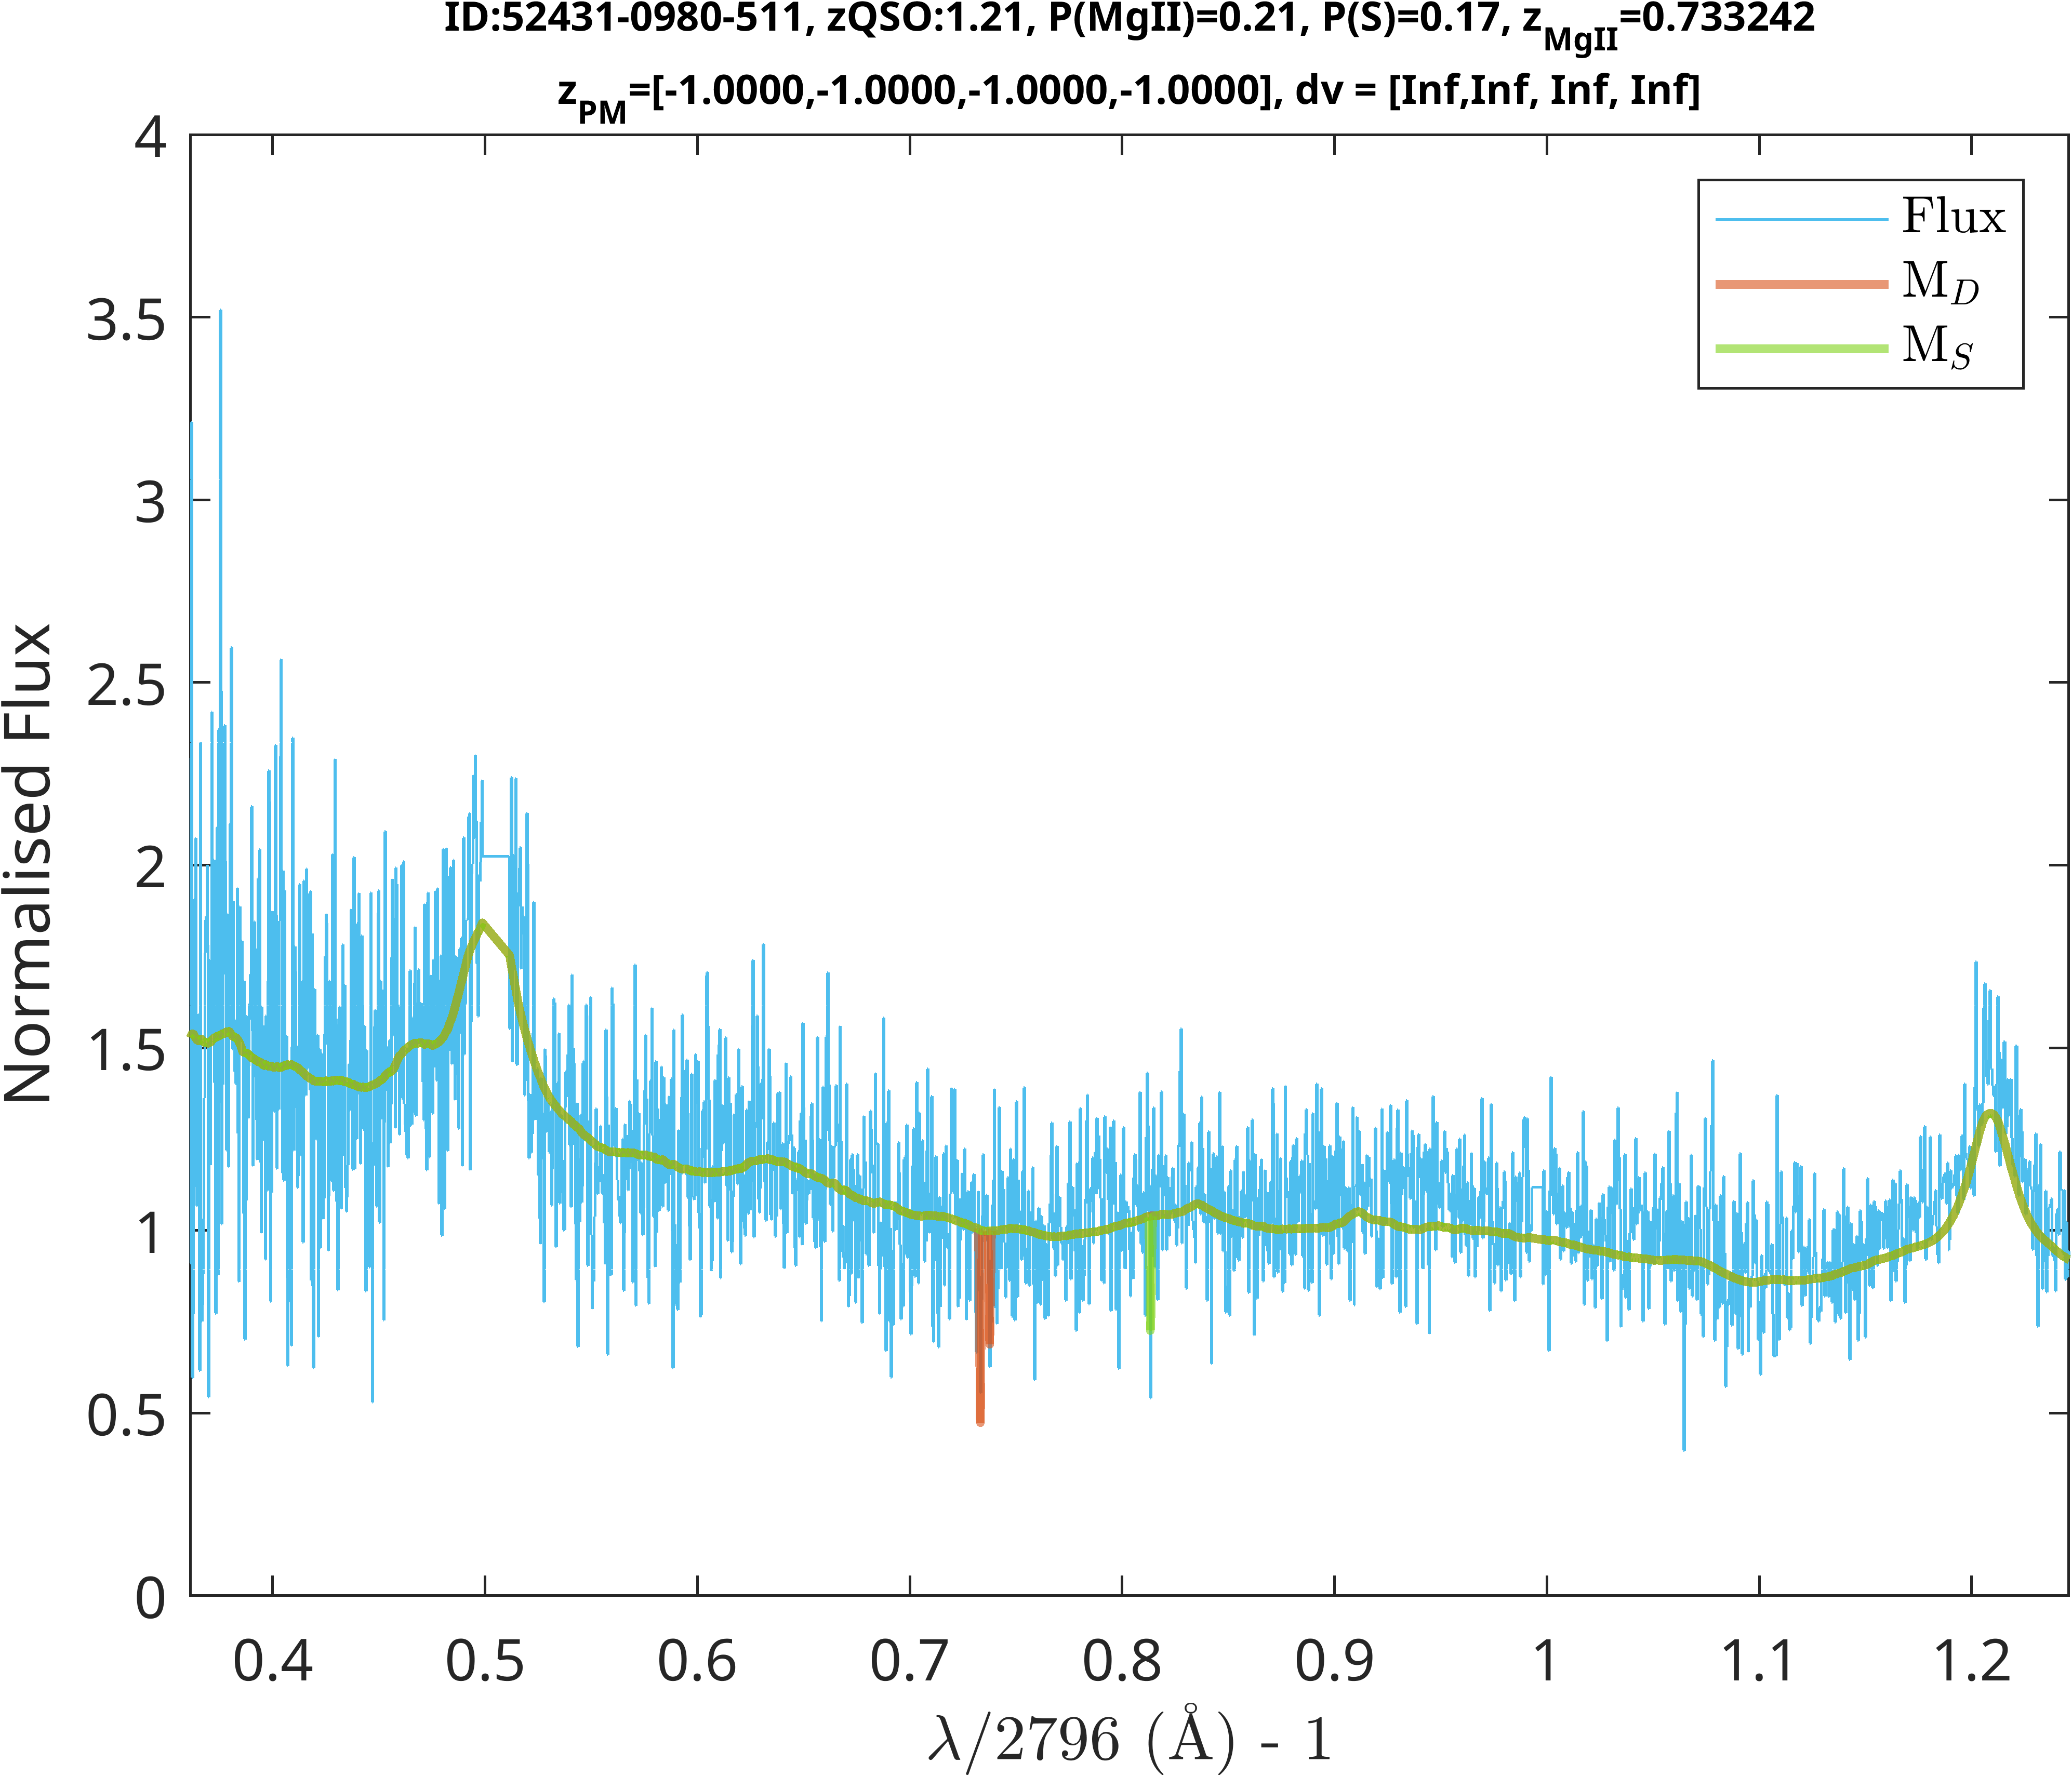 ID:52431-0980-511, zQSO:1.21, P(MgII)=0.21, P(S)=0.17, zMgII=0.733242
zPM=[-1.0000,-1.0000,-1.0000,-1.0000], dv = [Inf,Inf, Inf, Inf]
4
3.5
3
2.5
2
1.5
1
0.5
0
Normalised Flux
Flux
MD
MS
0.4 0.5 0.6 0.7 0.8 0.9 1 1.1 1.2
λ/2796 (Å) - 1